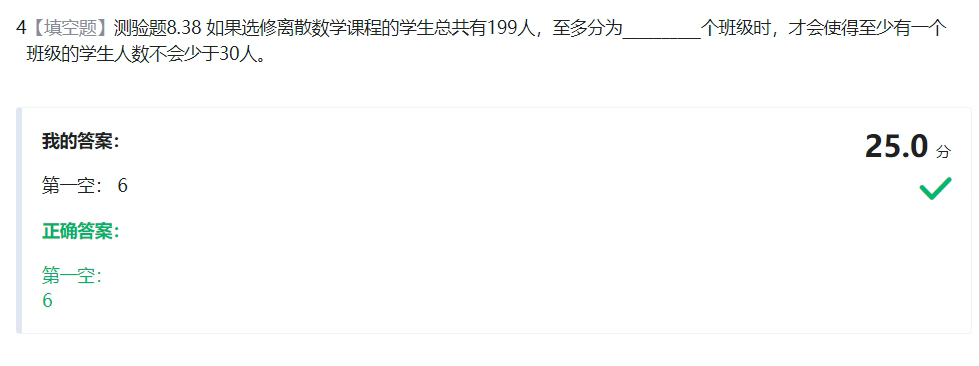 4【填空题】测验题8.38 如果选修离散数学课程的学生总共有199人，至多分为_________个班级时，才会使得至少有一个
班级的学生人数不会少于30人。
我的答案：
25.0 分
第一空： 6
正确答案：
第一空：
6